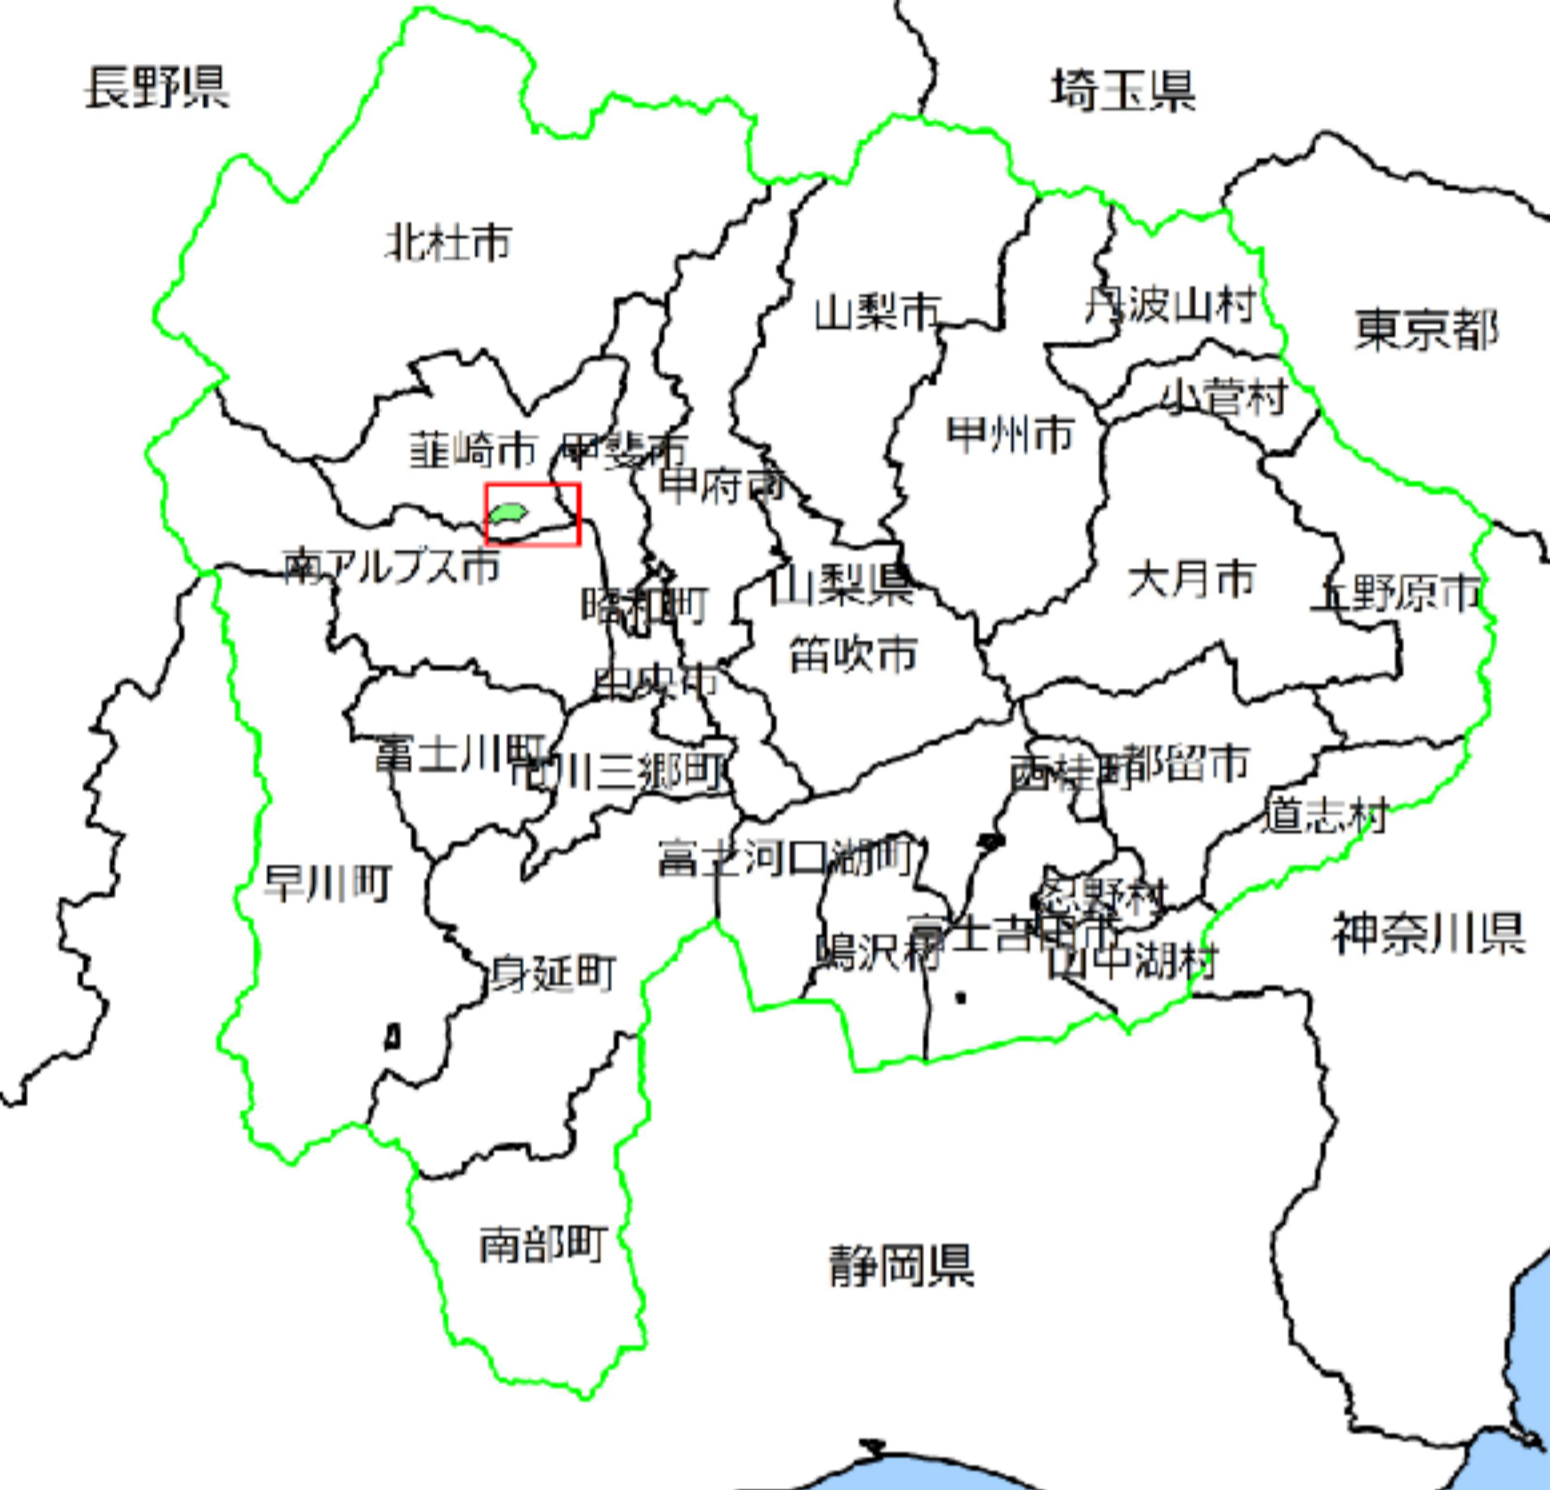 長野県
埼玉県
北杜市
丹波山村
山梨市
東京都
小菅村
甲州市
韮崎市
甲斐市
甲府市
南アルプス市
山梨県
大月市
上野原市
昭和町
笛吹市
中央市
富士川町
市川三郷町
西桂町
都留市
道志村
富士河口湖町
早川町
忍野村
富士吉田市
神奈川県
鳴沢村
山中湖村
身延町
南部町
静岡県